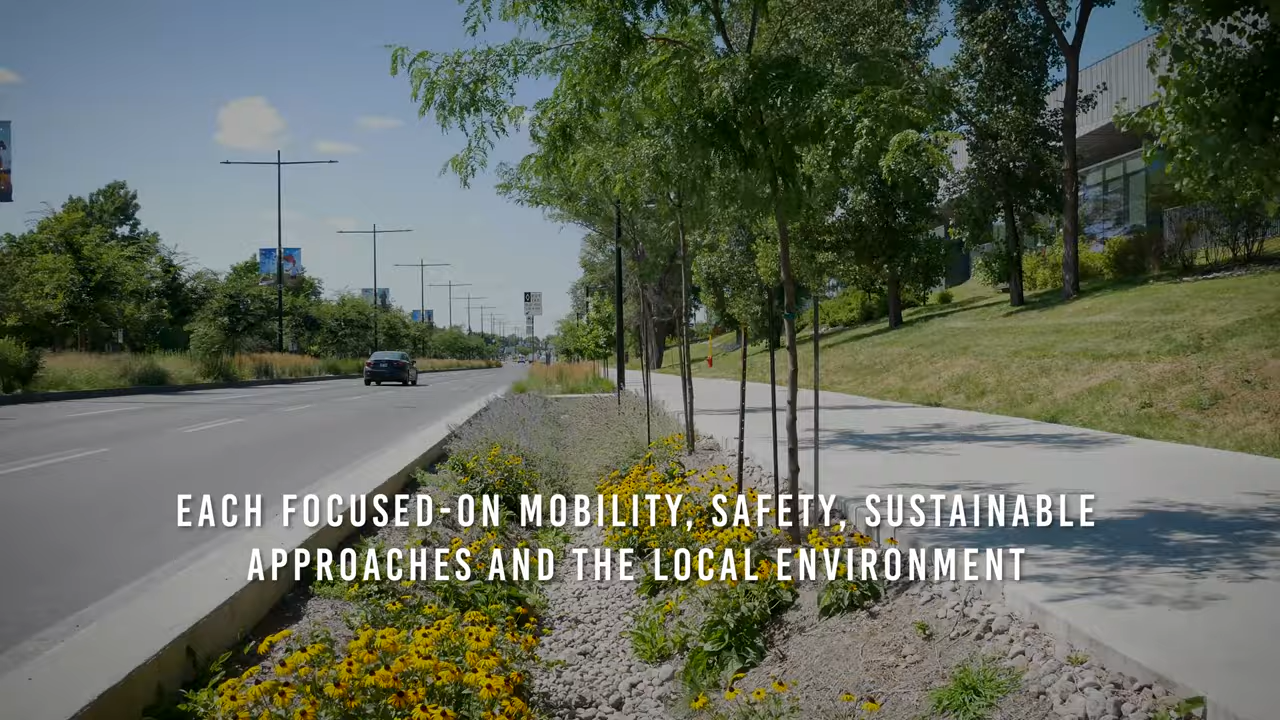 EACH FOCUSED-ON MOBILITY, SAFETY, SUSTAINABLE
APPROACHES AND THE LOCAL ENVIRONMENT